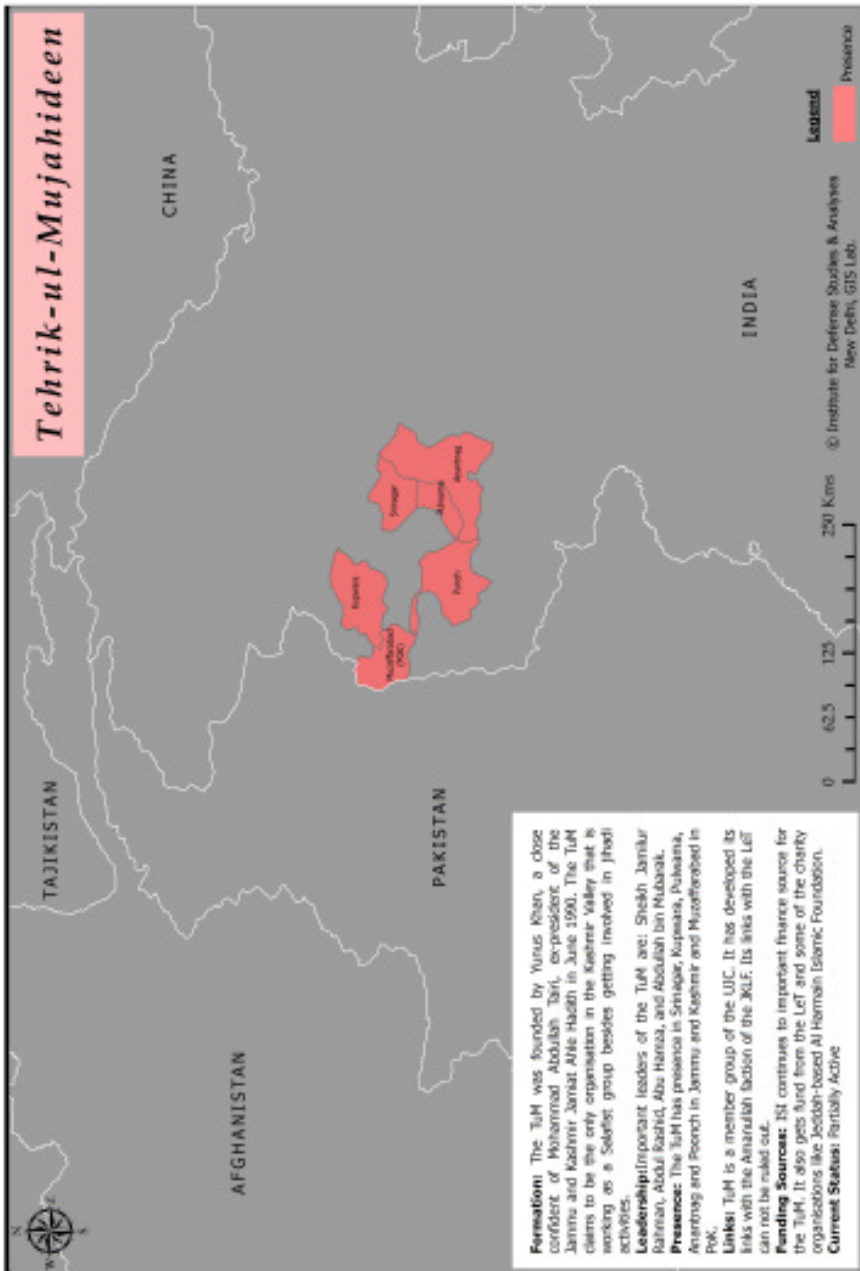 Tehrik-ul-Mujahideen
TAJIKISTAN
CHINA
AFGHANISTAN
PAKISTAN
INDIA
Kupwara
Muzaffarabad
(POK)
Srinagar
Pulwama
Anantnag
Punch
Formation: The TuM was founded by Yunus Khan, a close
confident of Mohammad Abdullah Tairi, ex-president of the
Jammu and Kashmir Jamiat Ahle Hadith in June 1990. The TuM
claims to be the only organisation in the Kashmir Valley that is
working as a Salafist group besides getting involved in jihadi
activities.
Leadership:Important leaders of the TuM are: Sheikh Jamilur
Rahman, Abdul Rashid, Abu Hamza, and Abdullah bin Mubarak.
Presence: The TuM has presence in Srinagar, Kupwara, Pulwama,
Anantnag and Poonch in Jammu and Kashmir and Muzaffarabad in
PoK.
Links: TuM is a member group of the UJC. It has developed its
links with the Amanullah faction of the JKLF. Its links with the LeT
can not be ruled out.
Funding Sources: ISI continues to important finance source for
the TuM. It also gets fund from the LeT and some of the charity
organisations like Jeddah-based Al Harmain Islamic Foundation.
Current Status: Partially Active
0 62.5 125 250 Kms
Legend
Presence
© Institute for Defense Studies & Analyses
New Delhi, GIS Lab.
N
W
E
S